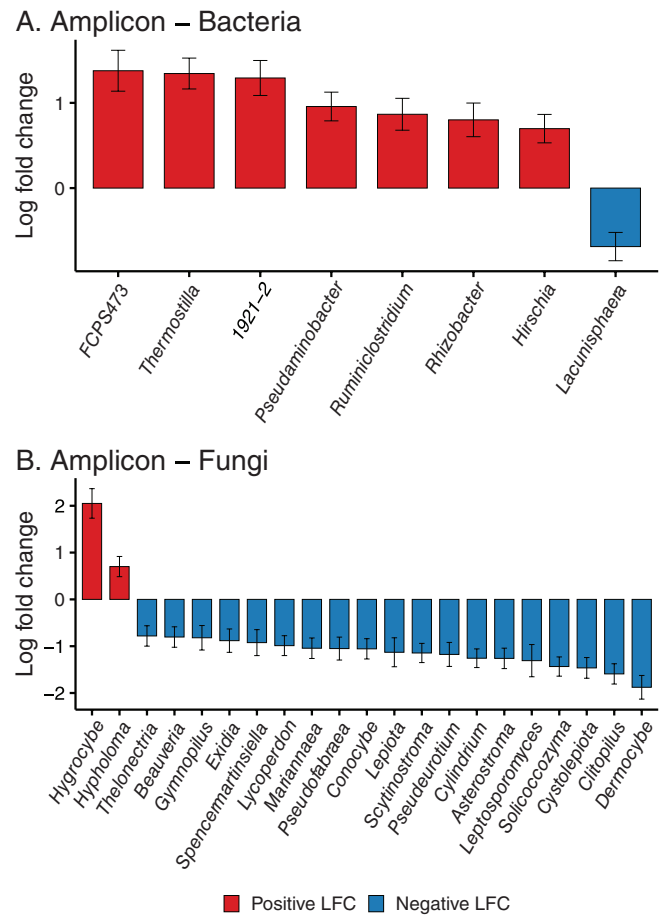 A. Amplicon – Bacteria
Log fold change
1
0
FCPS473
Thermostilla
1921−2
Pseudaminobacter
Ruminiclostridium
Rhizobacter
Hirschia
Lacunisphaera
B. Amplicon – Fungi
Log fold change
2
1
0
−1
−2
Hygrocybe
Hypholoma
Thelonectria
Beauveria
Gymnopilus
Exidia
Spencermartinsiella
Lycoperdon
Mariannaea
Pseudofabraea
Conocybe
Lepiota
Scytinostroma
Pseudeurotium
Cylindrium
Asterostroma
Leptosporomyces
Solicoccozyma
Cystolepiota
Clitopilus
Dermocybe
Positive LFC
Negative LFC